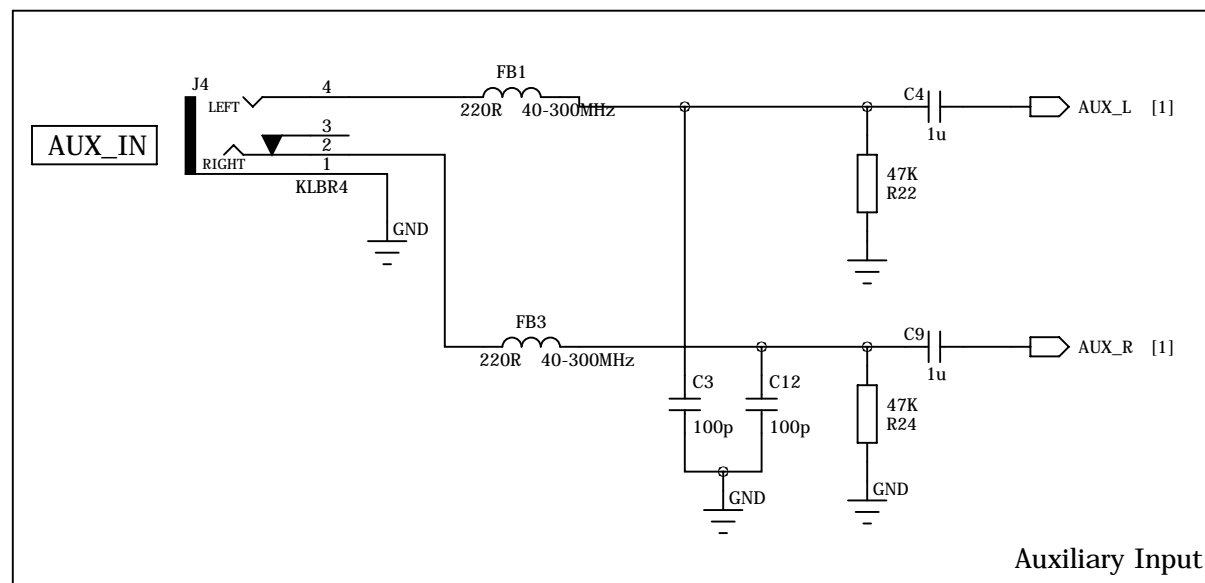 FB1
J4
LEFT
4
220R 40-300MHz
C4
1u
AUX_L [1]
AUX_IN
3
2
RIGHT
1
KLBR4
47K
R22
GND
FB3
220R 40-300MHz
C9
1u
AUX_R [1]
C3
100p
C12
100p
47K
R24
GND
GND
Auxiliary Input